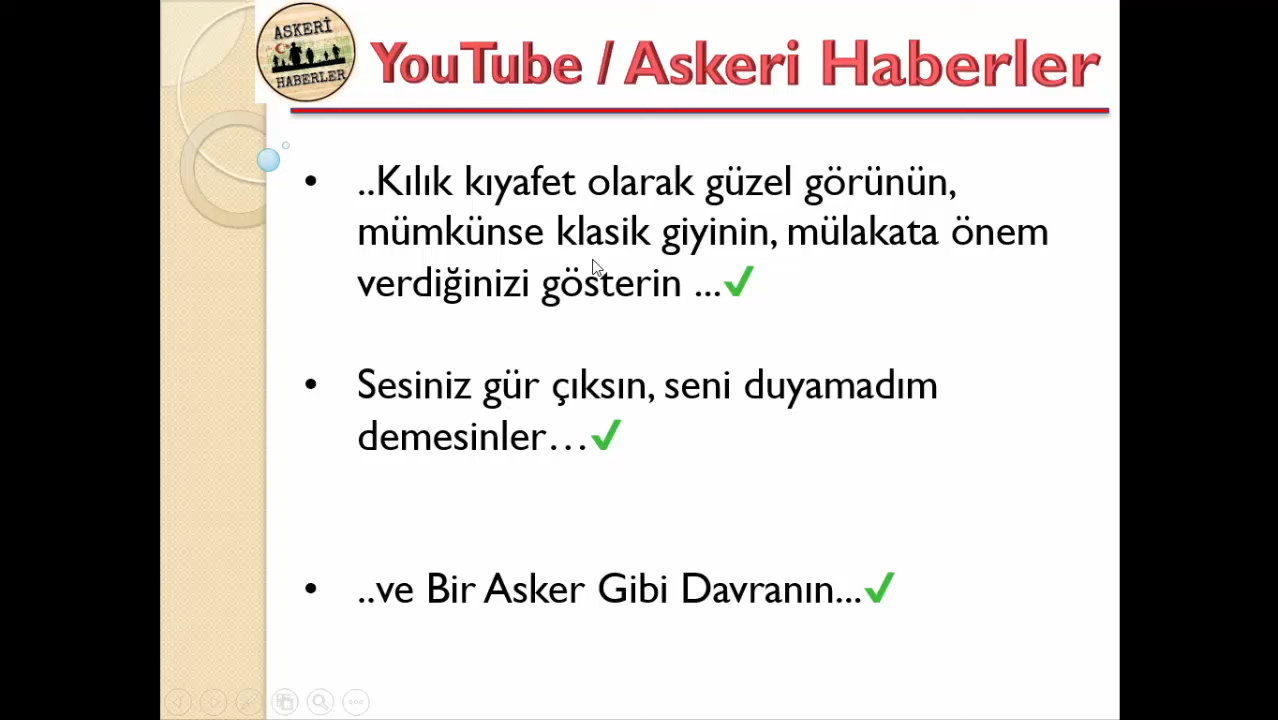 ASKERİ
HABERLER
YouTube / Askeri Haberler
• ..Kılık kıyafet olarak güzel görünün,
mümkünse klasik giyinin, mülakata önem
verdiğinizi gösterin ...✓
• Sesiniz gür çıksın, seni duyamadım
demesinler…✓
• ..ve Bir Asker Gibi Davranın...✓